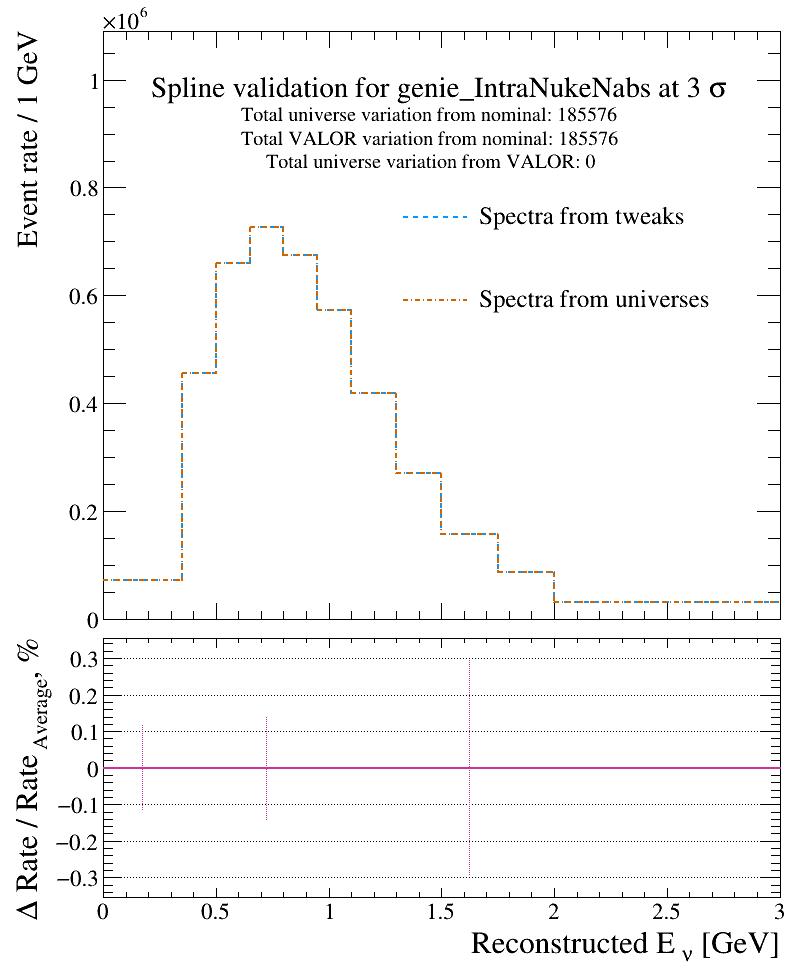 ×10⁶
Event rate / 1 GeV
Spline validation for genie_IntraNukeNabs at 3 σ
Total universe variation from nominal: 185576
Total VALOR variation from nominal: 185576
Total universe variation from VALOR: 0
Spectra from tweaks
Spectra from universes
1
0.8
0.6
0.4
0.2
0
Δ Rate / Rate Average, %
0.3
0.2
0.1
0
−0.1
−0.2
−0.3
0 0.5 1 1.5 2 2.5 3
Reconstructed E ν [GeV]